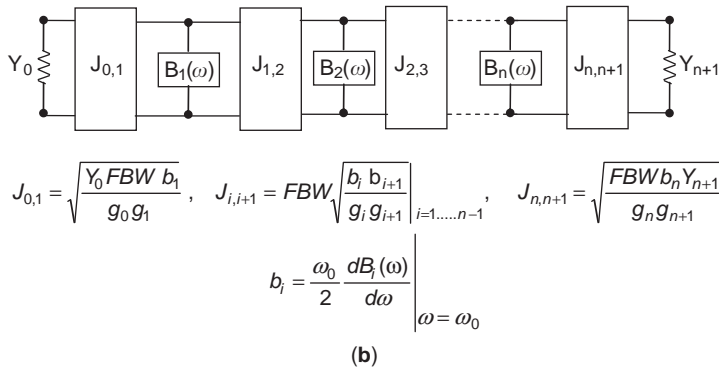 Y₀ J₀,₁ B₁(ω) J₁,₂ B₂(ω) J₂,₃ Bₙ(ω) Jₙ,ₙ₊₁ Yₙ₊₁
J₀,₁ = √(Y₀ FBW b₁ / g₀ g₁) , Jᵢ,ᵢ₊₁ = FBW √(bᵢ bᵢ₊₁ / gᵢ gᵢ₊₁) |i=1.....n−1, Jₙ,ₙ₊₁ = √(FBW bₙ Yₙ₊₁ / gₙ gₙ₊₁)
bᵢ = ω₀/2 dBᵢ(ω)/dω |ω = ω₀
(b)